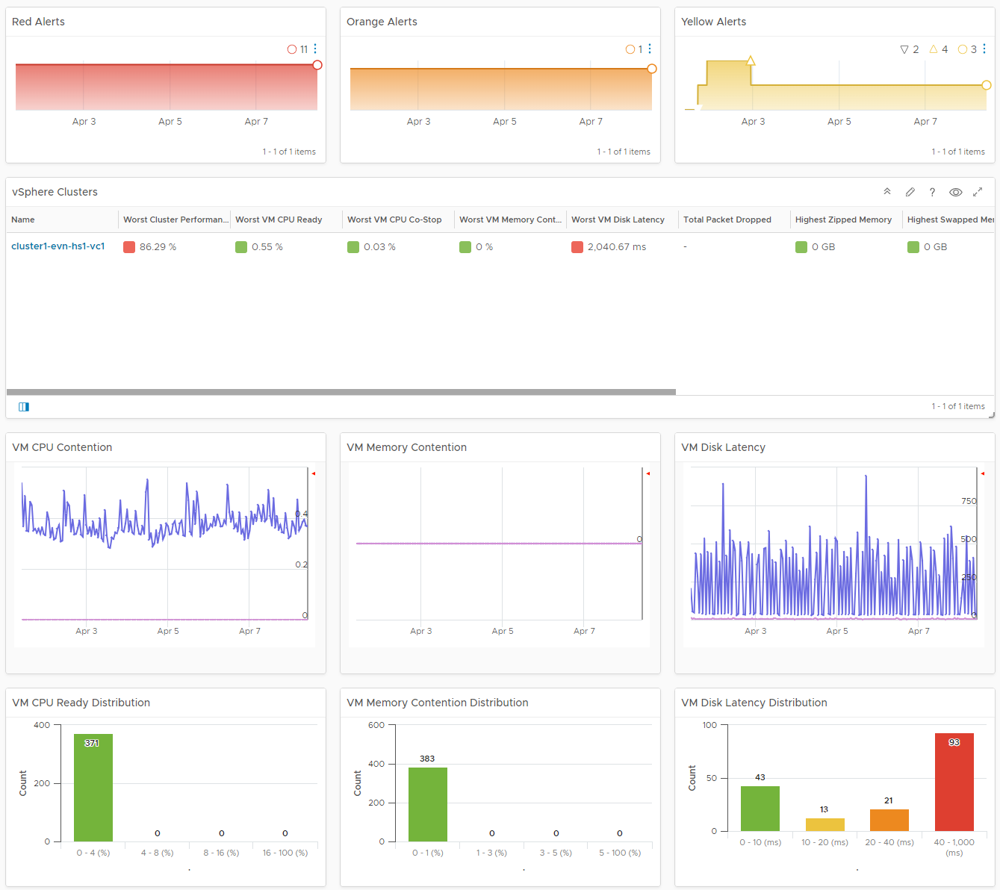 Red Alerts
11
Apr 3 Apr 5 Apr 7
1 - 1 of 1 items
Orange Alerts
1
Apr 3 Apr 5 Apr 7
1 - 1 of 1 items
Yellow Alerts
2 4 3
Apr 3 Apr 5 Apr 7
1 - 1 of 1 items
vSphere Clusters
?
Name Worst Cluster Performan... Worst VM CPU Ready Worst VM CPU Co-Stop Worst VM Memory Cont... Worst VM Disk Latency Total Packet Dropped Highest Zipped Memory Highest Swapped Mer
cluster1-evn-hs1-vc1 86.29 % 0.55 % 0.03 % 0 % 2,040.67 ms - 0 GB 0 GB
1 - 1 of 1 items
VM CPU Contention
0.4
0.2
0
Apr 3 Apr 5 Apr 7
VM Memory Contention
0
Apr 3 Apr 5 Apr 7
VM Disk Latency
750
500
250
0
Apr 3 Apr 5 Apr 7
VM CPU Ready Distribution
400
371
200
Count
0 0 0
0
0 - 4 (%) 4 - 8 (%) 8 - 16 (%) 16 - 100 (%)
.
VM Memory Contention Distribution
600
400
383
200
Count
0 0 0
0
0 - 1 (%) 1 - 3 (%) 3 - 5 (%) 5 - 100 (%)
.
VM Disk Latency Distribution
100
93
50
43
Count
21
13
0
0 - 10 (ms) 10 - 20 (ms) 20 - 40 (ms) 40 - 1,000
(ms)
.